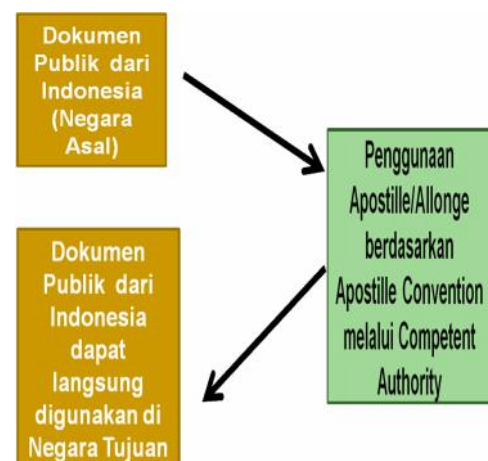 Dokumen
Publik dari
Indonesia
(Negara
Asal)
Penggunaan
Apostille/Allonge
berdasarkan
Apostille Convention
melalui Competent
Authority
Dokumen
Publik dari
Indonesia
dapat
langsung
digunakan di
Negara Tujuan